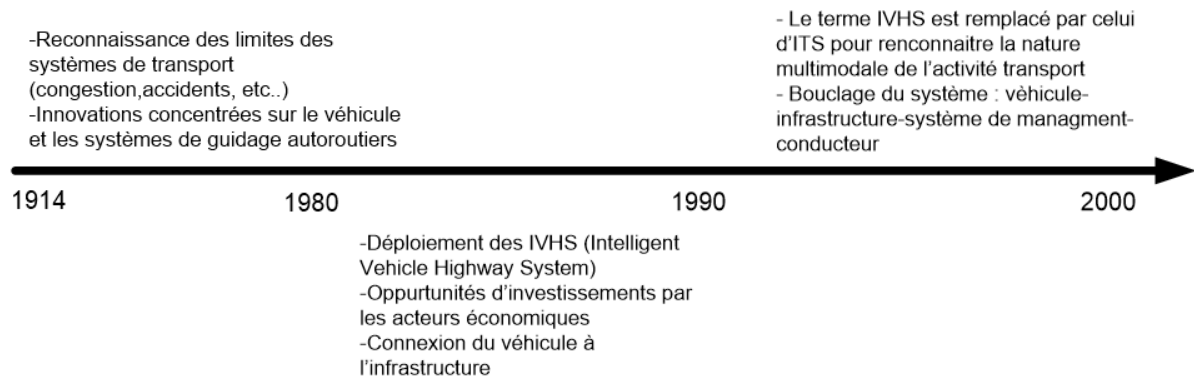 -Reconnaissance des limites des
systèmes de transport
(congestion,accidents, etc..)
-Innovations concentrées sur le véhicule
et les systèmes de guidage autoroutiers
- Le terme IVHS est remplacé par celui
d'ITS pour renconnaitre la nature
multimodale de l'activité transport
- Bouclage du système : vèhicule-
infrastructure-système de managment-
conducteur
1914
1980
1990
2000
-Déploiement des IVHS (Intelligent
Vehicle Highway System)
-Oppurtunités d'investissements par
les acteurs économiques
-Connexion du véhicule à
l'infrastructure